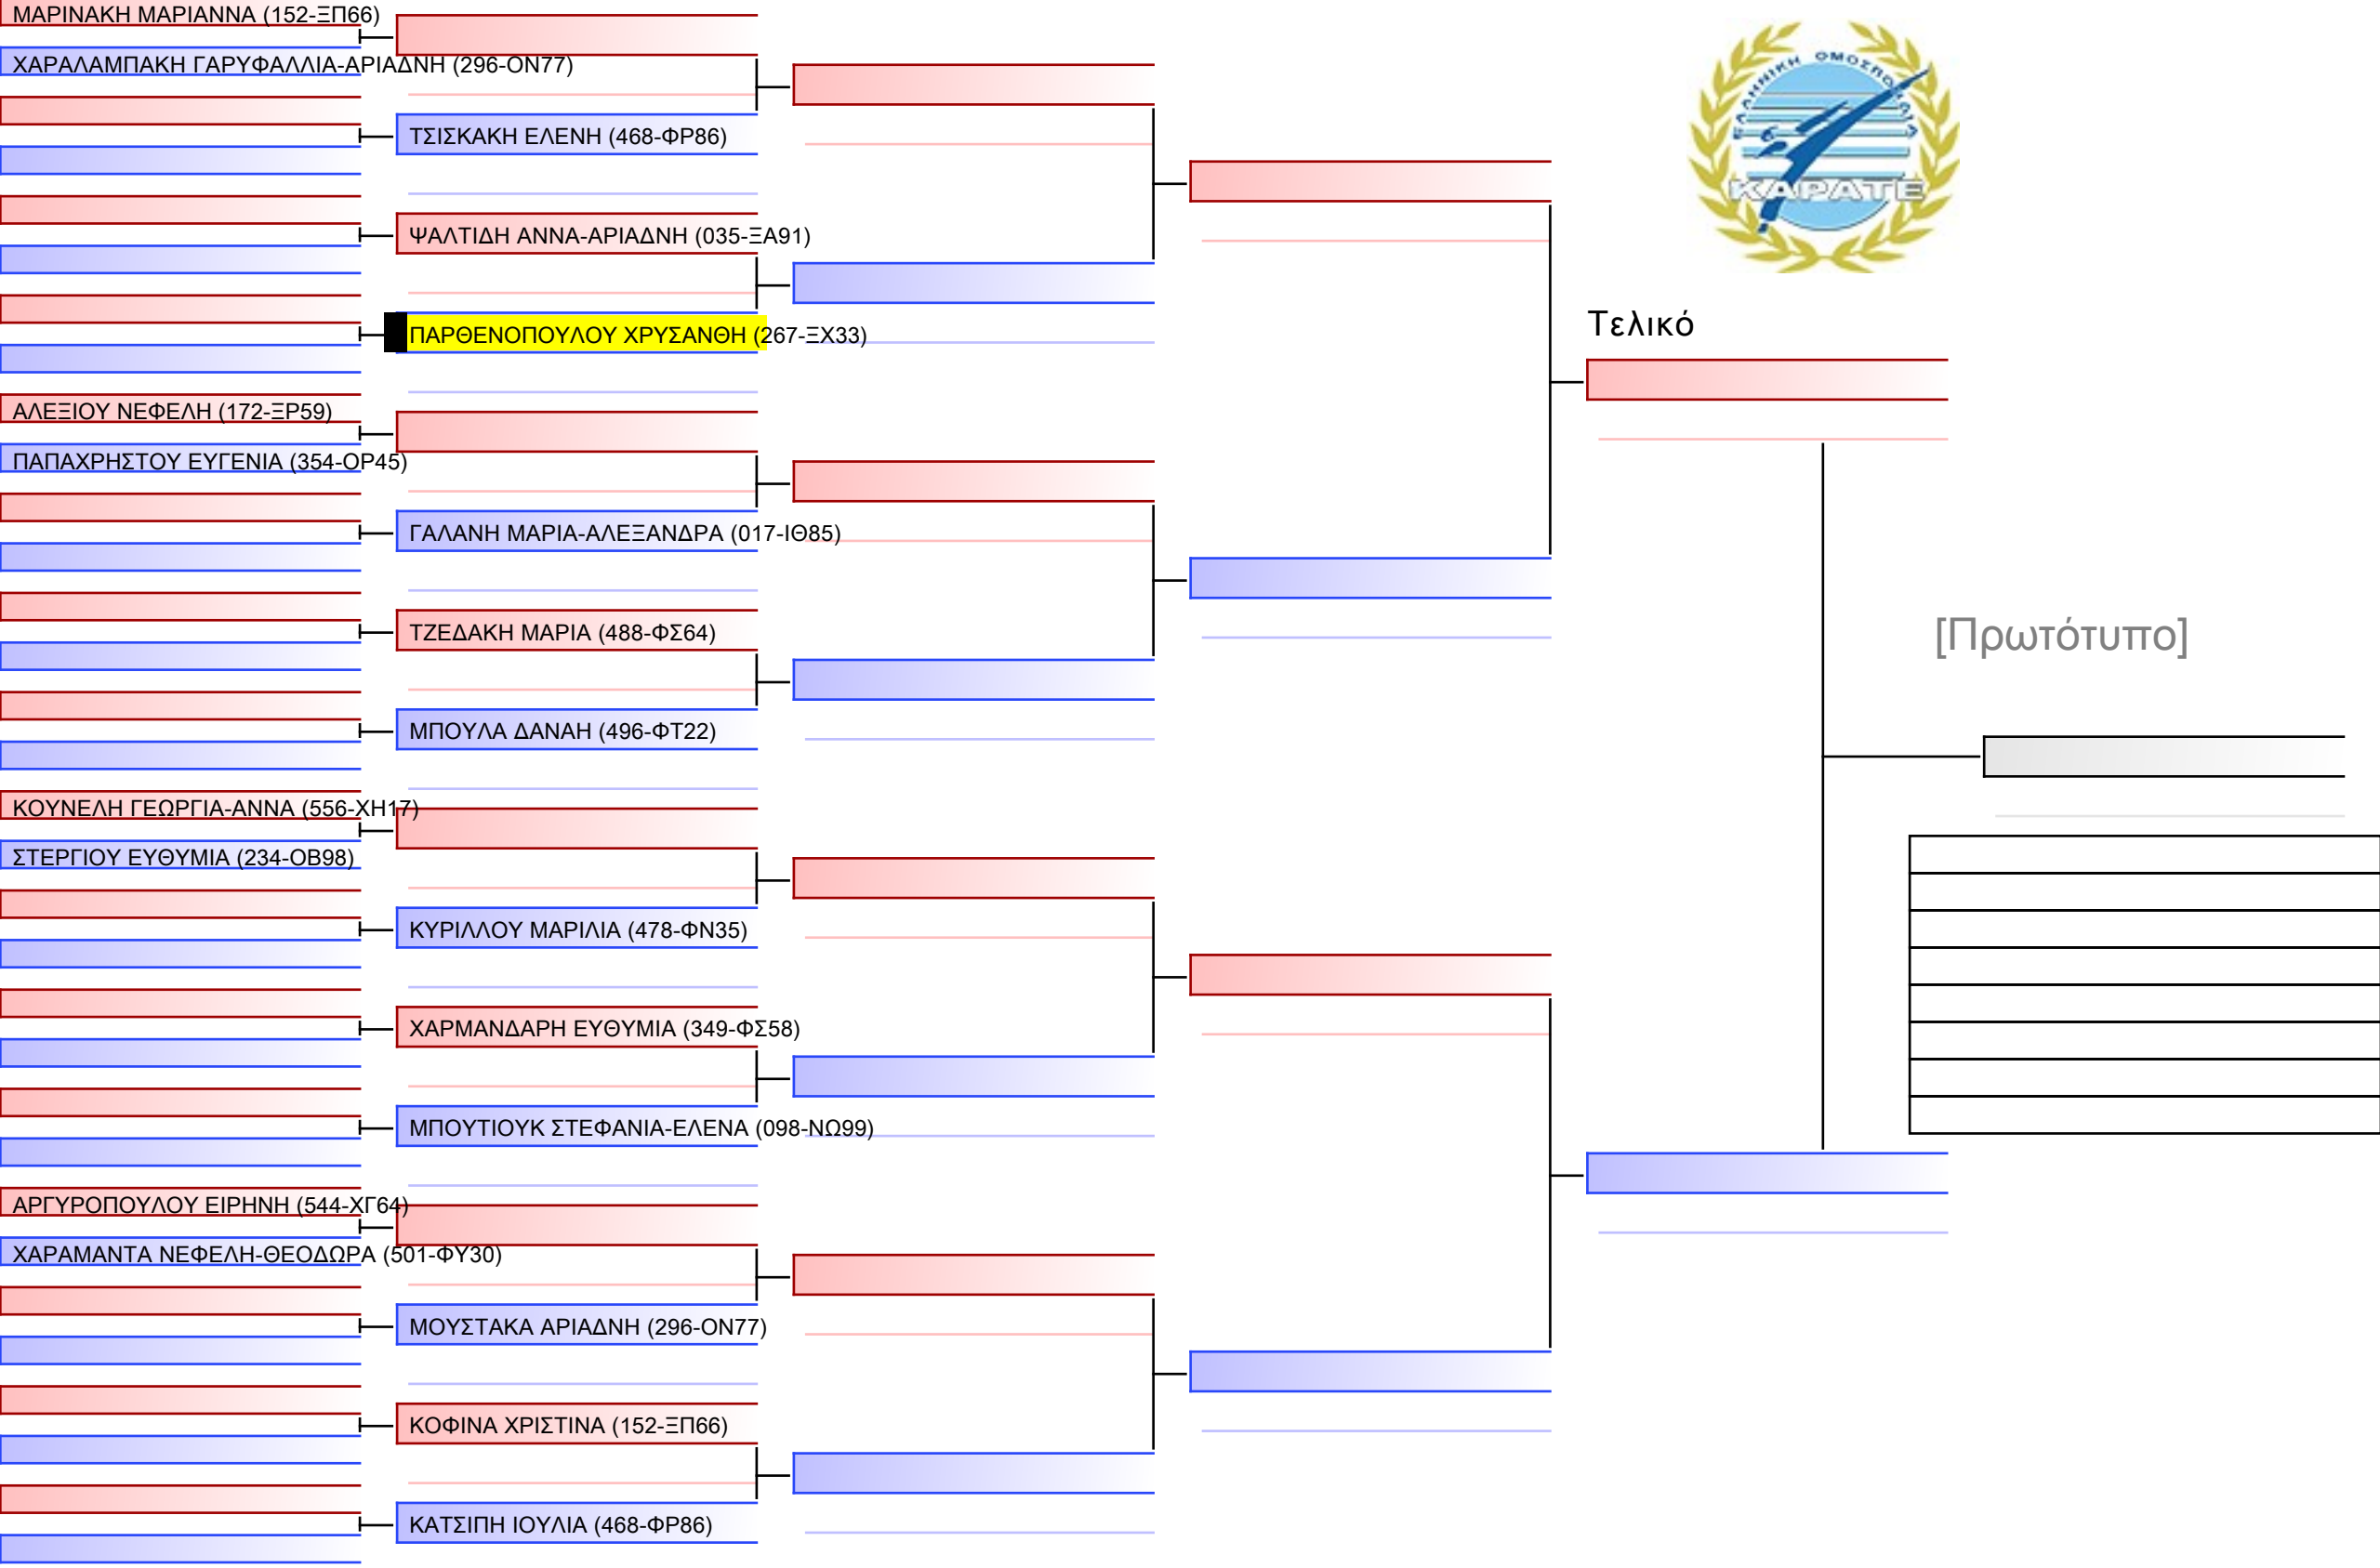 ΜΑΡΙΝΑΚΗ ΜΑΡΙΑΝΝΑ (152-ΞΠ66)
ΧΑΡΑΛΑΜΠΑΚΗ ΓΑΡΥΦΑΛΛΙΑ-ΑΡΙΑΔΝΗ (296-ΟΝ77)
ΤΣΙΣΚΑΚΗ ΕΛΕΝΗ (468-ΦΡ86)
ΨΑΛΤΙΔΗ ΑΝΝΑ-ΑΡΙΑΔΝΗ (035-ΞΑ91)
ΠΑΡΘΕΝΟΠΟΥΛΟΥ ΧΡΥΣΑΝΘΗ (267-ΞΧ33)
ΑΛΕΞΙΟΥ ΝΕΦΕΛΗ (172-ΞΡ59)
ΠΑΠΑΧΡΗΣΤΟΥ ΕΥΓΕΝΙΑ (354-ΟΡ45)
ΓΑΛΑΝΗ ΜΑΡΙΑ-ΑΛΕΞΑΝΔΡΑ (017-ΙΘ85)
ΤΖΕΔΑΚΗ ΜΑΡΙΑ (488-ΦΣ64)
ΜΠΟΥΛΑ ΔΑΝΑΗ (496-ΦΤ22)
ΚΟΥΝΕΛΗ ΓΕΩΡΓΙΑ-ΑΝΝΑ (556-ΧΗ17)
ΣΤΕΡΓΙΟΥ ΕΥΘΥΜΙΑ (234-ΟΒ98)
ΚΥΡΙΛΛΟΥ ΜΑΡΙΛΙΑ (478-ΦΝ35)
ΧΑΡΜΑΝΔΑΡΗ ΕΥΘΥΜΙΑ (349-ΦΣ58)
ΜΠΟΥΤΙΟΥΚ ΣΤΕΦΑΝΙΑ-ΕΛΕΝΑ (098-ΝΩ99)
ΑΡΓΥΡΟΠΟΥΛΟΥ ΕΙΡΗΝΗ (544-ΧΓ64)
ΧΑΡΑΜΑΝΤΑ ΝΕΦΕΛΗ-ΘΕΟΔΩΡΑ (501-ΦΥ30)
ΜΟΥΣΤΑΚΑ ΑΡΙΑΔΝΗ (296-ΟΝ77)
ΚΟΦΙΝΑ ΧΡΙΣΤΙΝΑ (152-ΞΠ66)
ΚΑΤΣΙΠΗ ΙΟΥΛΙΑ (468-ΦΡ86)
ΕΛΛΗΝΙΚΗ ΟΜΟΣΠΟΝΔΙΑ
ΚΑΡΑΤΕ
Τελικό
[Πρωτότυπο]